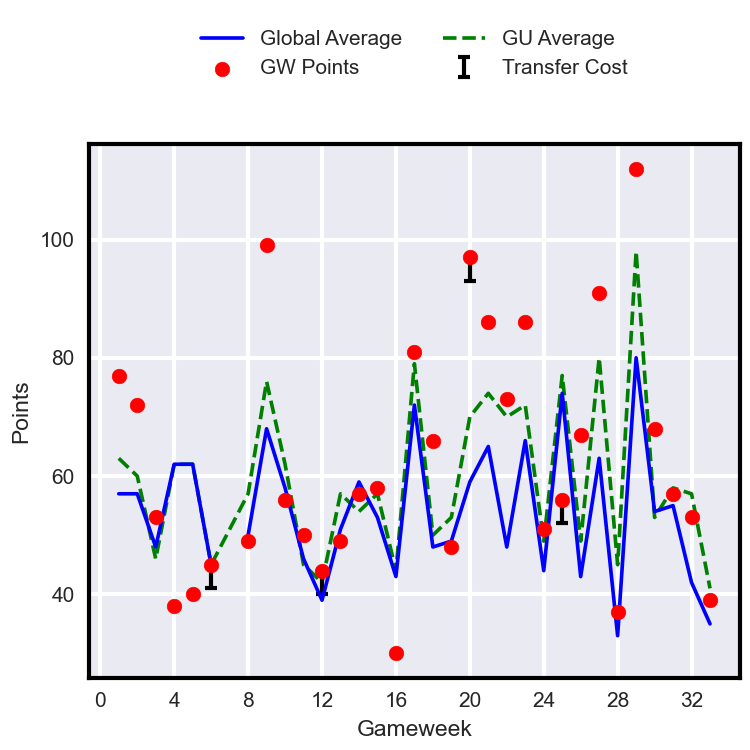 Global Average
GU Average
GW Points
Transfer Cost
100
80
60
40
Points
0 4 8 12 16 20 24 28 32
Gameweek